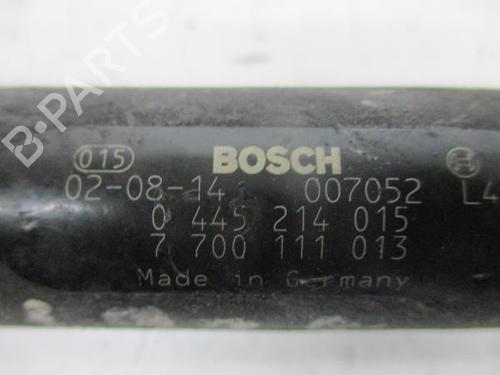 B-PARTS
015 BOSCH
02-08-14 007052 L4
0 445 214 015
7 700 111 013
Made in Germany